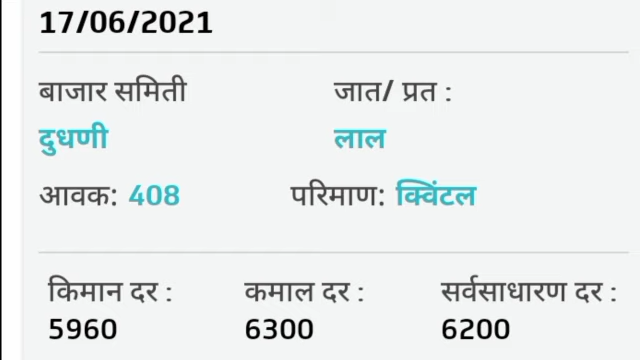 17/06/2021
बाजार समिती जात/ प्रत :
दुधणी लाल
आवक: 408 परिमाण: क्विंटल
किमान दर : कमाल दर : सर्वसाधारण दर :
5960 6300 6200